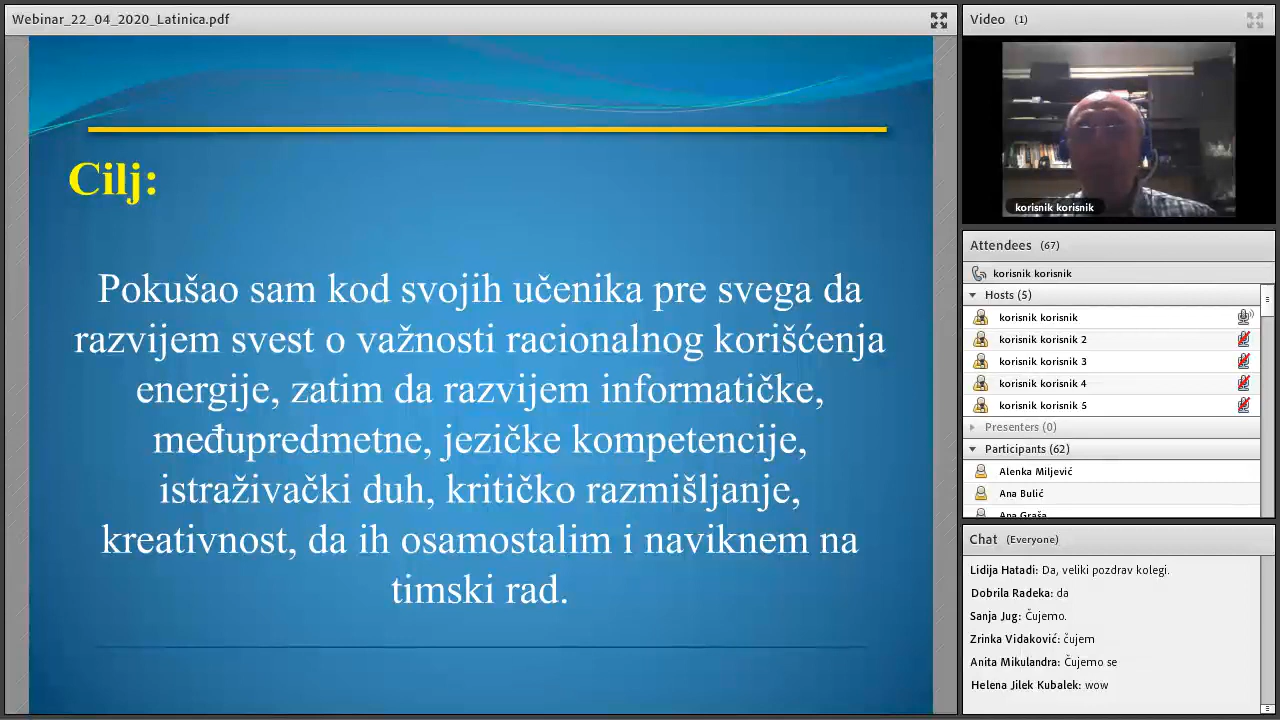 Webinar_22_04_2020_Latinica.pdf
Cilj:
Pokušao sam kod svojih učenika pre svega da
razvijem svest o važnosti racionalnog korišćenja
energije, zatim da razvijem informatičke,
međupredmetne, jezičke kompetencije,
istraživački duh, kritičko razmišljanje,
kreativnost, da ih osamostalim i naviknem na
timski rad.
Video (1)
korisnik korisnik
Attendees (67)
korisnik korisnik
Hosts (5)
korisnik korisnik
korisnik korisnik 2
korisnik korisnik 3
korisnik korisnik 4
korisnik korisnik 5
Presenters (0)
Participants (62)
Alenka Miljević
Ana Bulić
Ana Graša
Chat (Everyone)
Lidija Hatadi: Da, veliki pozdrav kolegi.
Dobrila Radeka: da
Sanja Jug: Čujemo.
Zrinka Vidaković: čujem
Anita Mikulandra: Čujemo se
Helena Jilek Kubalek: wow